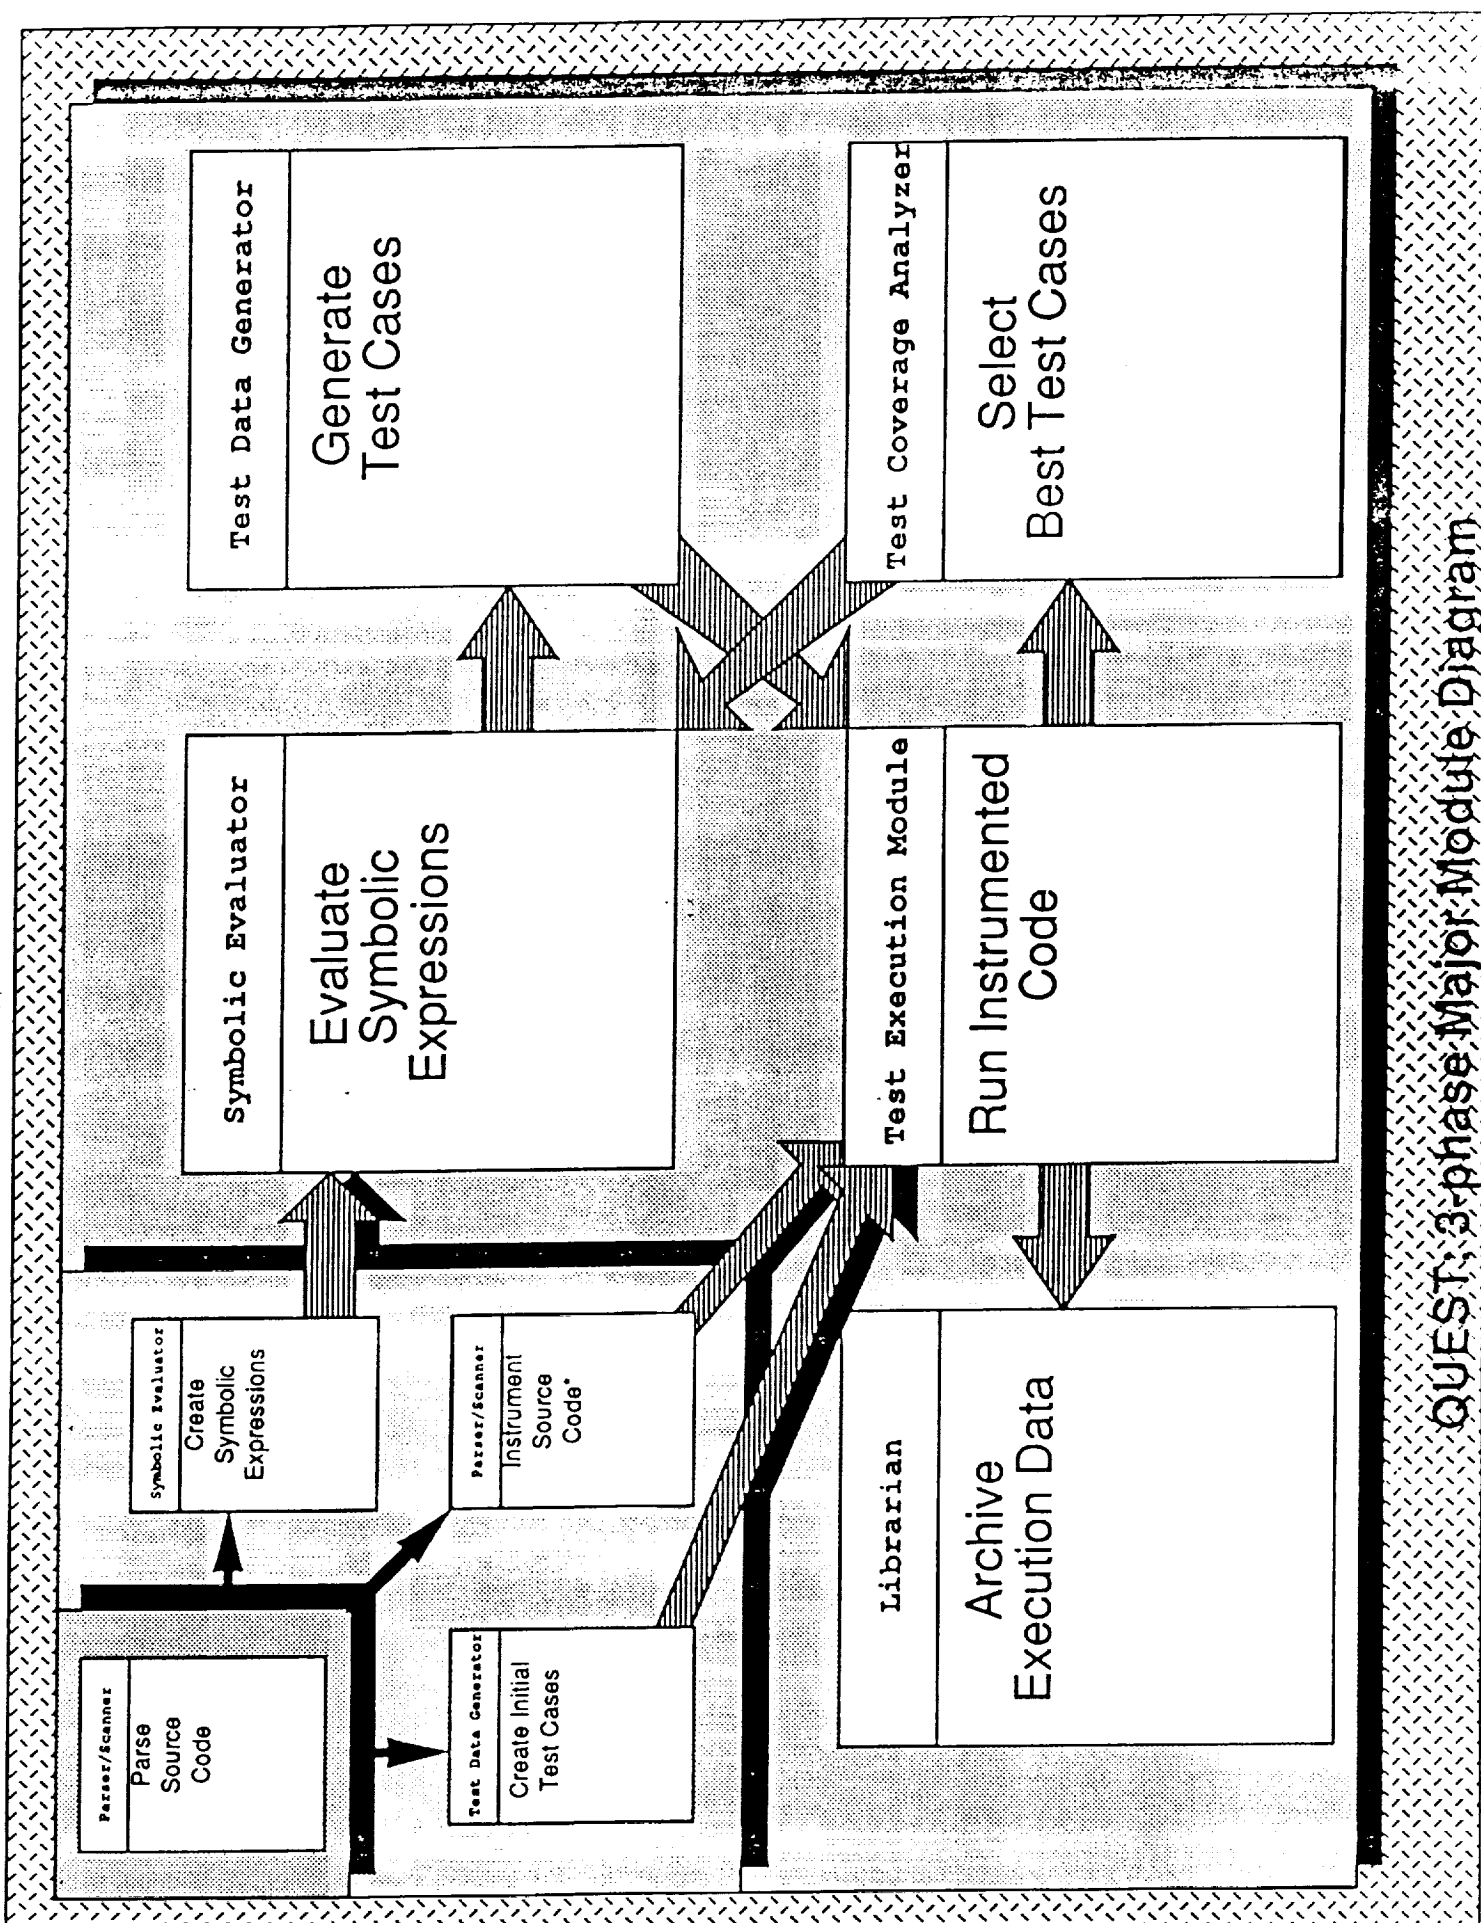 Parser/Scanner
Parse
Source
Code
Symbolic Evaluator
Create
Symbolic
Expressions
Test Data Generator
Create Initial
Test Cases
Parser/Scanner
Instrument
Source
Code*
Symbolic Evaluator
Evaluate
Symbolic
Expressions
Test Data Generator
Generate
Test Cases
Librarian
Archive
Execution Data
Test Execution Module
Run Instrumented
Code
Test Coverage Analyzer
Select
Best Test Cases
QUEST: 3-phase Major Module Diagram